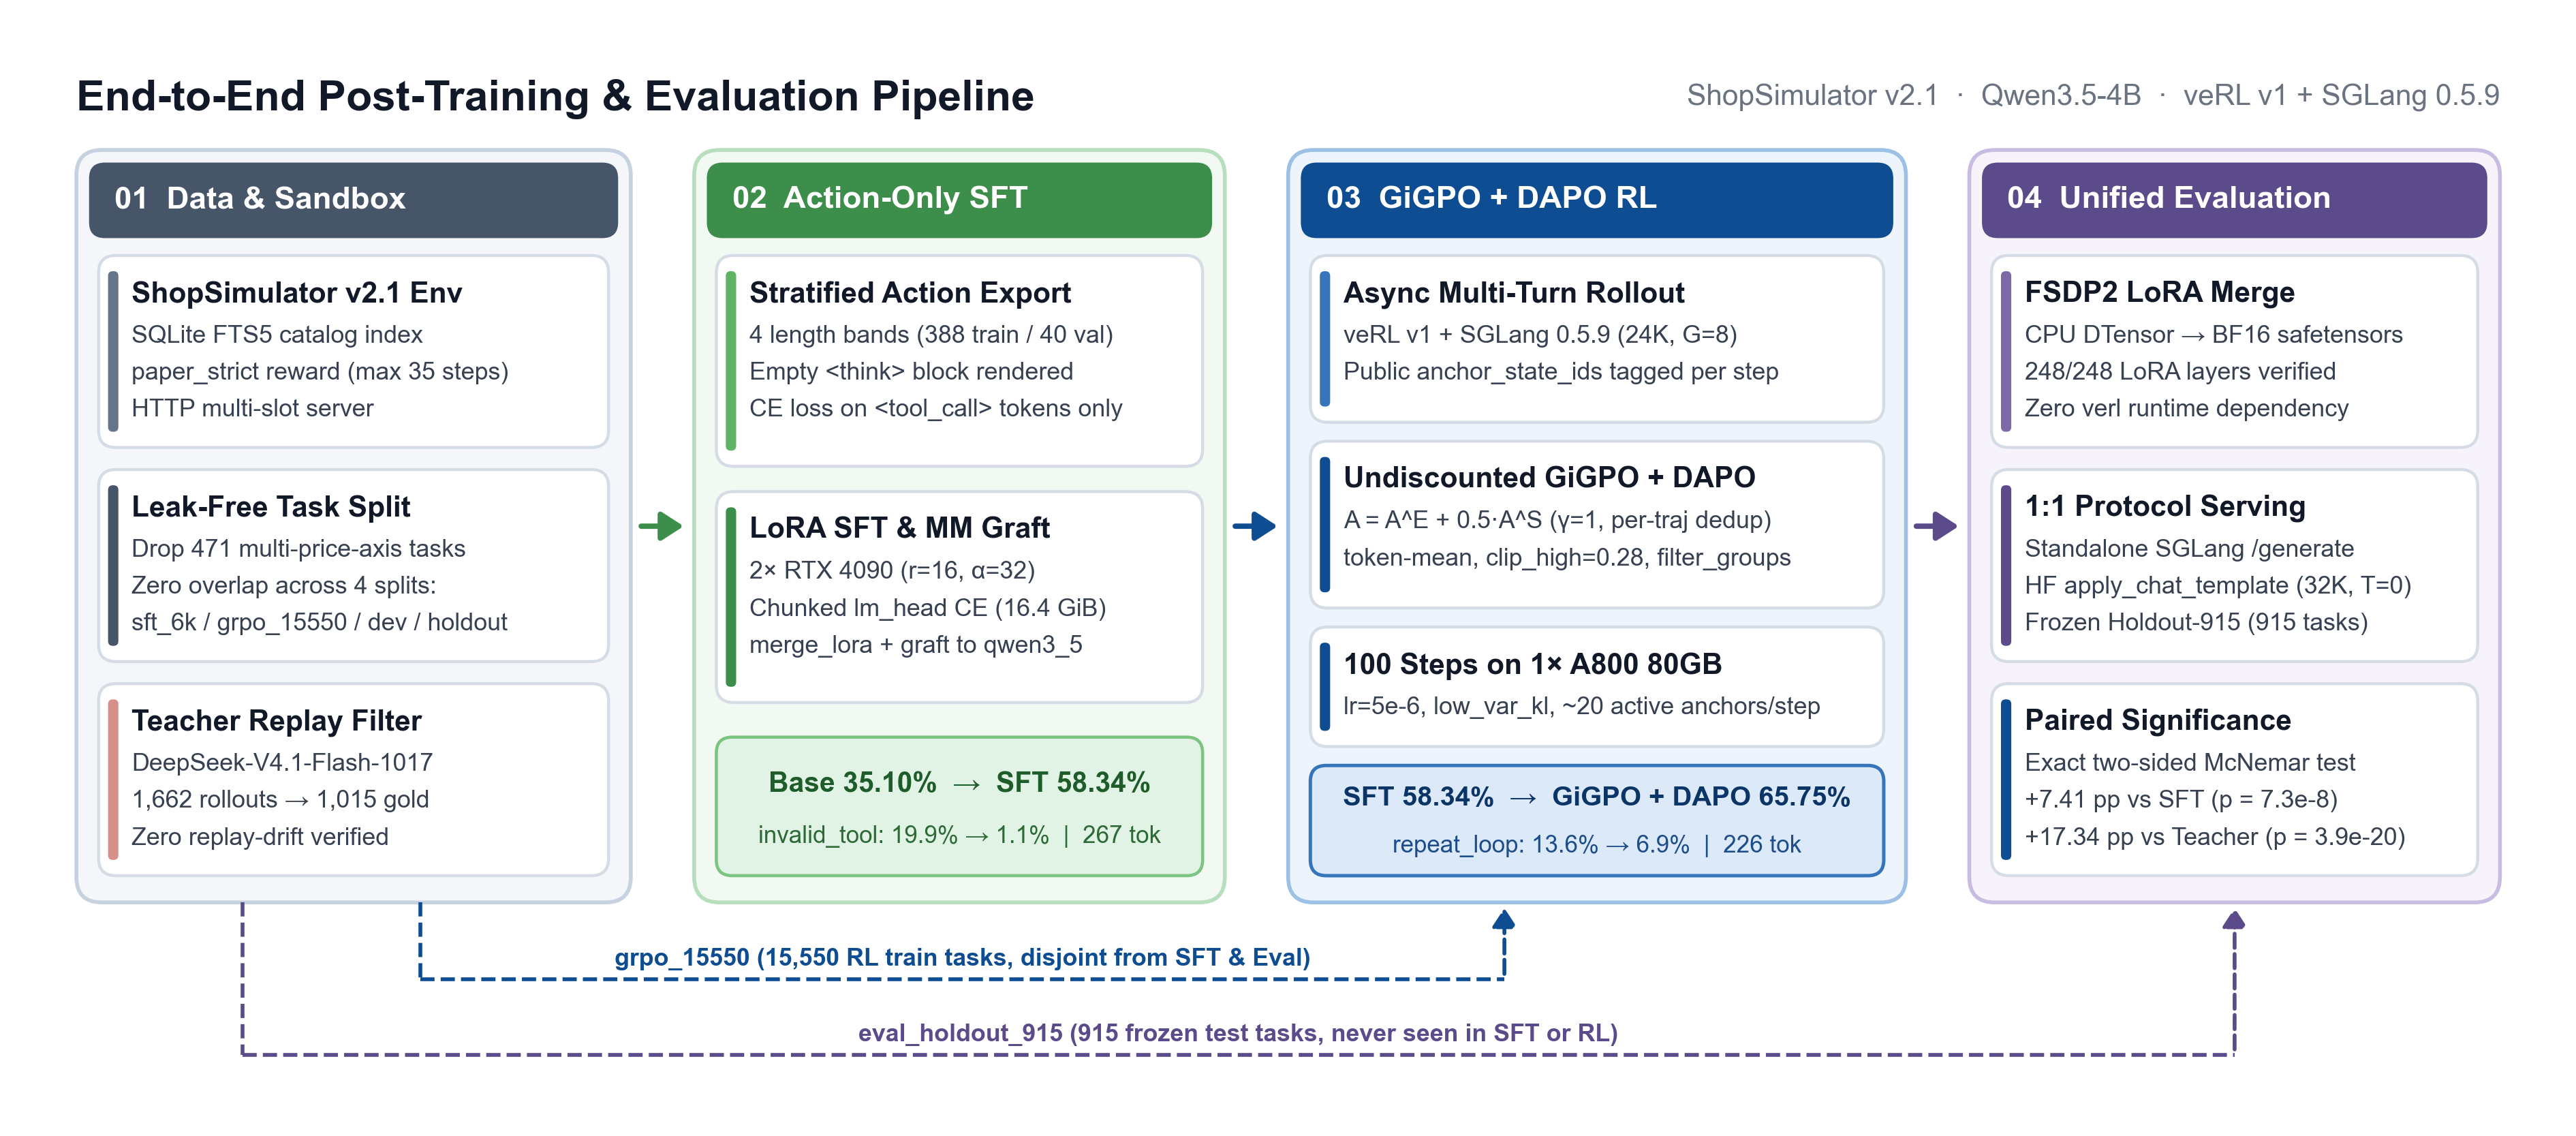 End-to-End Post-Training & Evaluation Pipeline
ShopSimulator v2.1 · Qwen3.5-4B · veRL v1 + SGLang 0.5.9
01 Data & Sandbox
ShopSimulator v2.1 Env
SQLite FTS5 catalog index
paper_strict reward (max 35 steps)
HTTP multi-slot server
Leak-Free Task Split
Drop 471 multi-price-axis tasks
Zero overlap across 4 splits:
sft_6k / grpo_15550 / dev / holdout
Teacher Replay Filter
DeepSeek-V4.1-Flash-1017
1,662 rollouts → 1,015 gold
Zero replay-drift verified
02 Action-Only SFT
Stratified Action Export
4 length bands (388 train / 40 val)
Empty <think> block rendered
CE loss on <tool_call> tokens only
LoRA SFT & MM Graft
2× RTX 4090 (r=16, α=32)
Chunked lm_head CE (16.4 GiB)
merge_lora + graft to qwen3_5
Base 35.10% → SFT 58.34%
invalid_tool: 19.9% → 1.1% | 267 tok
03 GiGPO + DAPO RL
Async Multi-Turn Rollout
veRL v1 + SGLang 0.5.9 (24K, G=8)
Public anchor_state_ids tagged per step
Undiscounted GiGPO + DAPO
A = A^E + 0.5·A^S (γ=1, per-traj dedup)
token-mean, clip_high=0.28, filter_groups
100 Steps on 1× A800 80GB
lr=5e-6, low_var_kl, ~20 active anchors/step
SFT 58.34% → GiGPO + DAPO 65.75%
repeat_loop: 13.6% → 6.9% | 226 tok
04 Unified Evaluation
FSDP2 LoRA Merge
CPU DTensor → BF16 safetensors
248/248 LoRA layers verified
Zero verl runtime dependency
1:1 Protocol Serving
Standalone SGLang /generate
HF apply_chat_template (32K, T=0)
Frozen Holdout-915 (915 tasks)
Paired Significance
Exact two-sided McNemar test
+7.41 pp vs SFT (p = 7.3e-8)
+17.34 pp vs Teacher (p = 3.9e-20)
grpo_15550 (15,550 RL train tasks, disjoint from SFT & Eval)
eval_holdout_915 (915 frozen test tasks, never seen in SFT or RL)